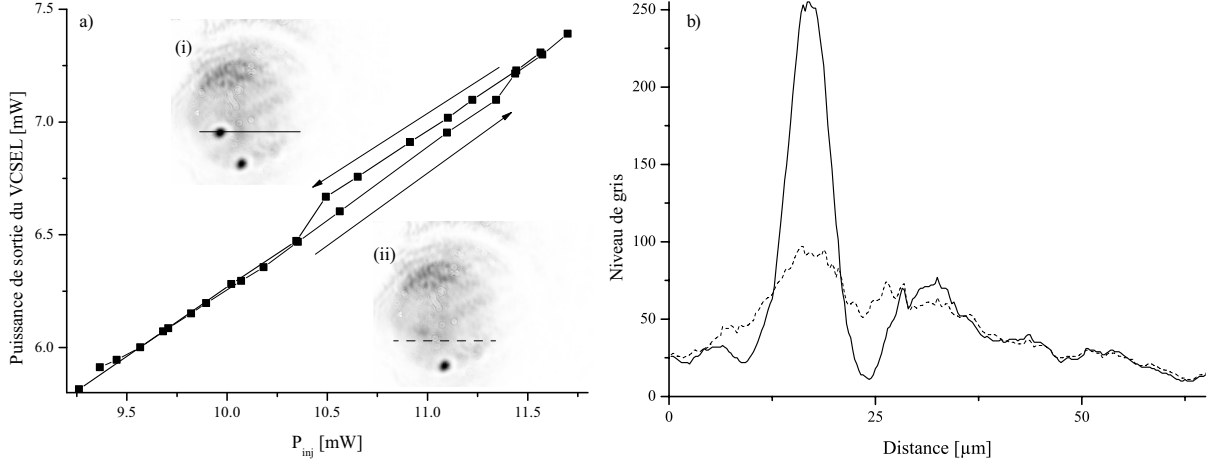 a)
(i)
(ii)
7.5
7.0
6.5
6.0
Puissance de sortie du VCSEL [mW]
9.5 10.0 10.5 11.0 11.5
P_inj [mW]
b)
250
200
150
100
50
0
Niveau de gris
0 25 50
Distance [µm]